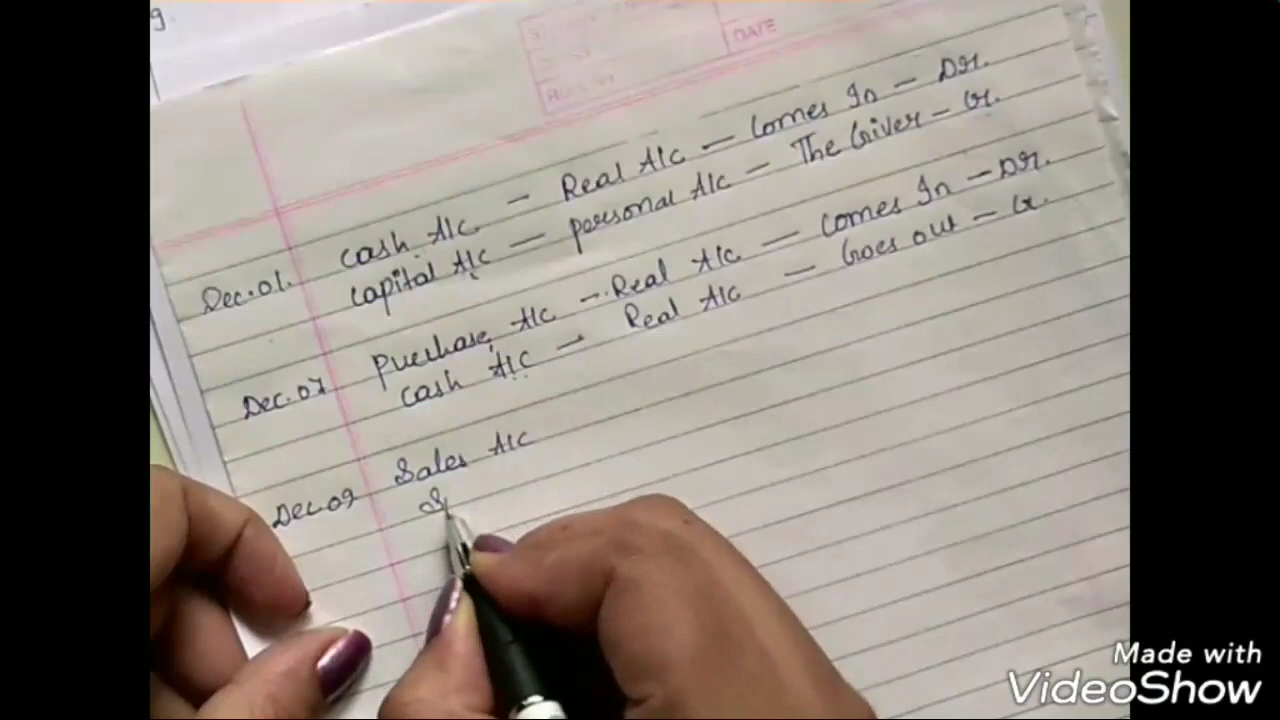 9
DATE
Dec.01. Cash A/c - Real A/c - Comes In - Dr.
Capital A/c - personal A/c - The Giver - Cr.
Dec.07 Purchase A/c - Real A/c - Comes In - Dr.
Cash A/c - Real A/c - Goes out - Cr.
Dec.09 Sales A/c
S
Made with
VideoShow